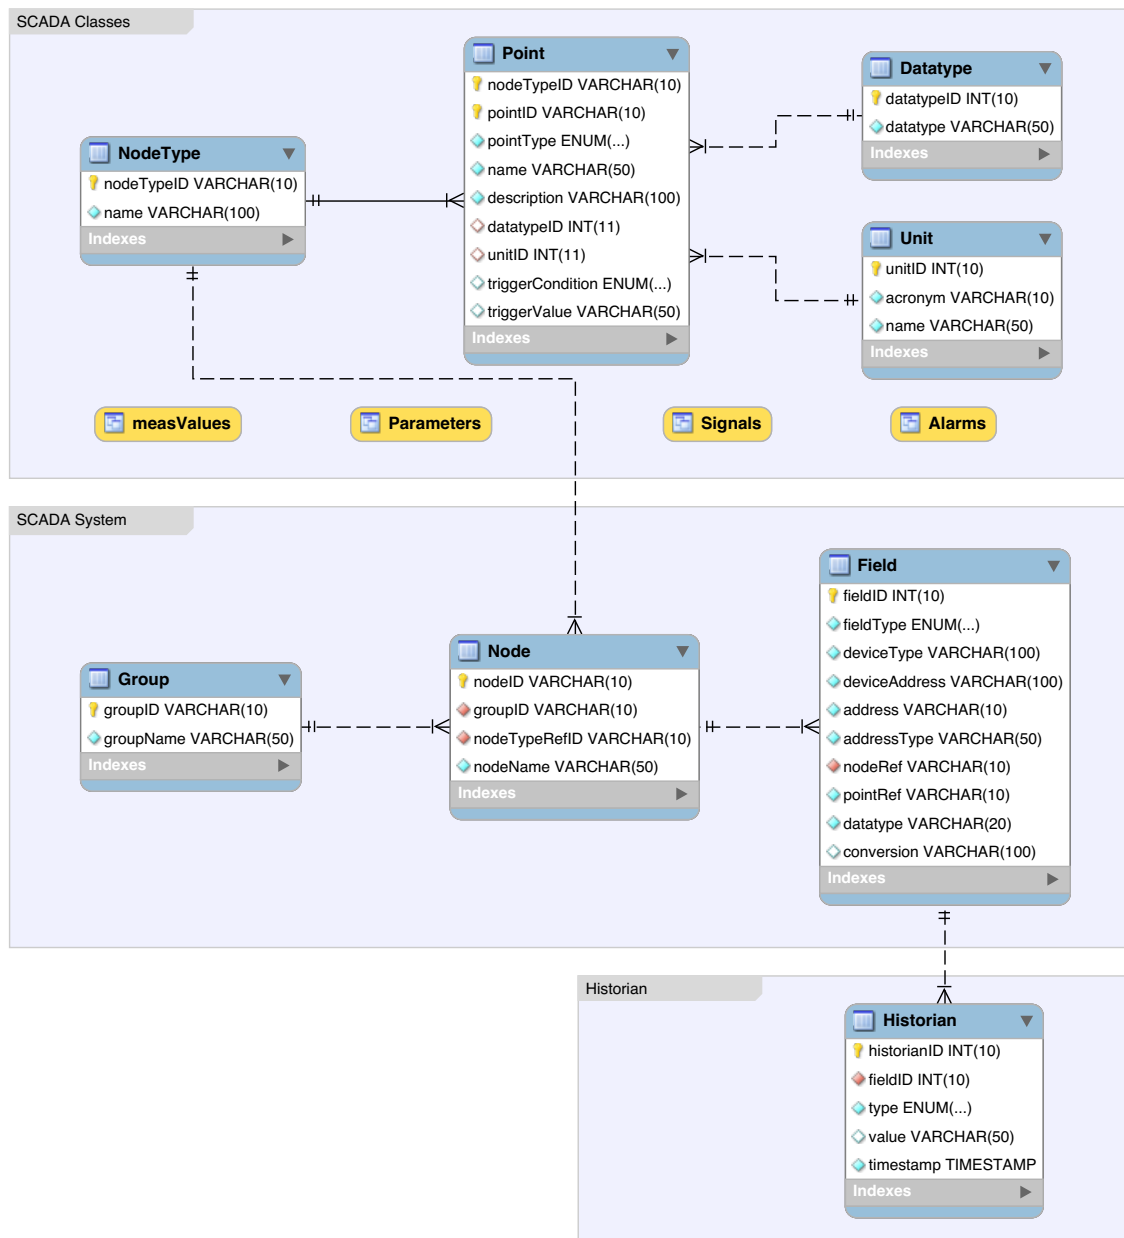 SCADA Classes
NodeType
nodeTypeID VARCHAR(10)
name VARCHAR(100)
Indexes
Point
nodeTypeID VARCHAR(10)
pointID VARCHAR(10)
pointType ENUM(...)
name VARCHAR(50)
description VARCHAR(100)
datatypeID INT(11)
unitID INT(11)
triggerCondition ENUM(...)
triggerValue VARCHAR(50)
Indexes
Datatype
datatypeID INT(10)
datatype VARCHAR(50)
Indexes
Unit
unitID INT(10)
acronym VARCHAR(10)
name VARCHAR(50)
Indexes
measValues
Parameters
Signals
Alarms
SCADA System
Group
groupID VARCHAR(10)
groupName VARCHAR(50)
Indexes
Node
nodeID VARCHAR(10)
groupID VARCHAR(10)
nodeTypeRefID VARCHAR(10)
nodeName VARCHAR(50)
Indexes
Field
fieldID INT(10)
fieldType ENUM(...)
deviceType VARCHAR(100)
deviceAddress VARCHAR(100)
address VARCHAR(10)
addressType VARCHAR(50)
nodeRef VARCHAR(10)
pointRef VARCHAR(10)
datatype VARCHAR(20)
conversion VARCHAR(100)
Indexes
Historian
Historian
historianID INT(10)
fieldID INT(10)
type ENUM(...)
value VARCHAR(50)
timestamp TIMESTAMP
Indexes